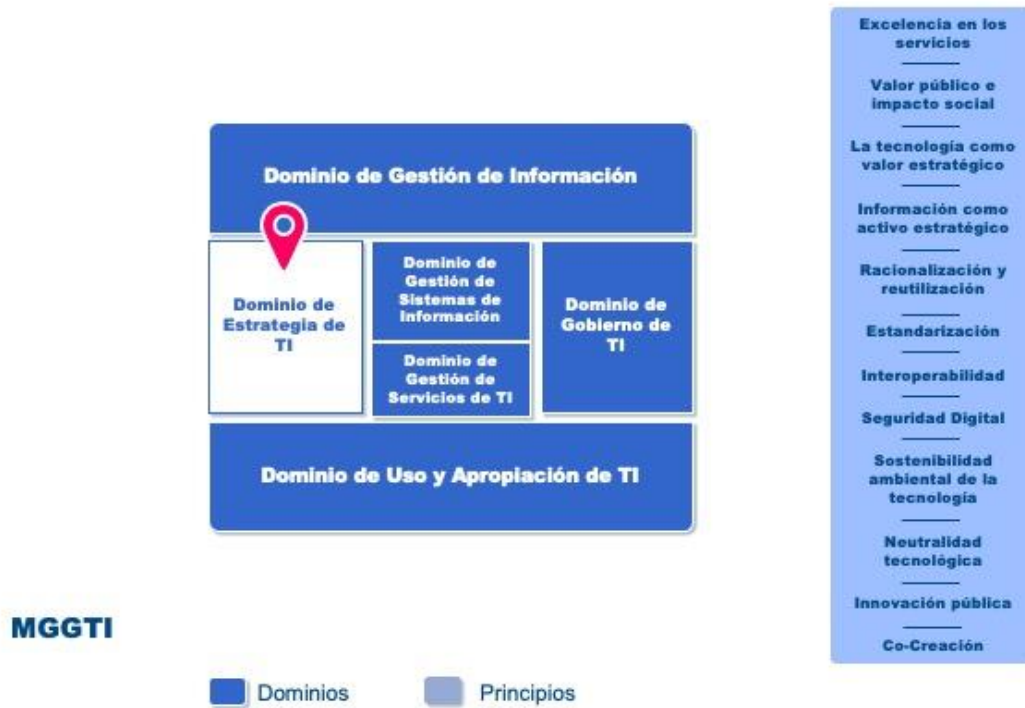 Dominio de Gestión de Información
Dominio de
Estrategia de
TI
Dominio de
Gestión de
Sistemas de
Información
Dominio de
Gestión de
Servicios de TI
Dominio de
Gobierno de
TI
Dominio de Uso y Apropiación de TI
MGGTI
Dominios
Principios
Excelencia en los
servicios
Valor público e
impacto social
La tecnología como
valor estratégico
Información como
activo estratégico
Racionalización y
reutilización
Estandarización
Interoperabilidad
Seguridad Digital
Sostenibilidad
ambiental de la
tecnología
Neutralidad
tecnológica
Innovación pública
Co-Creación